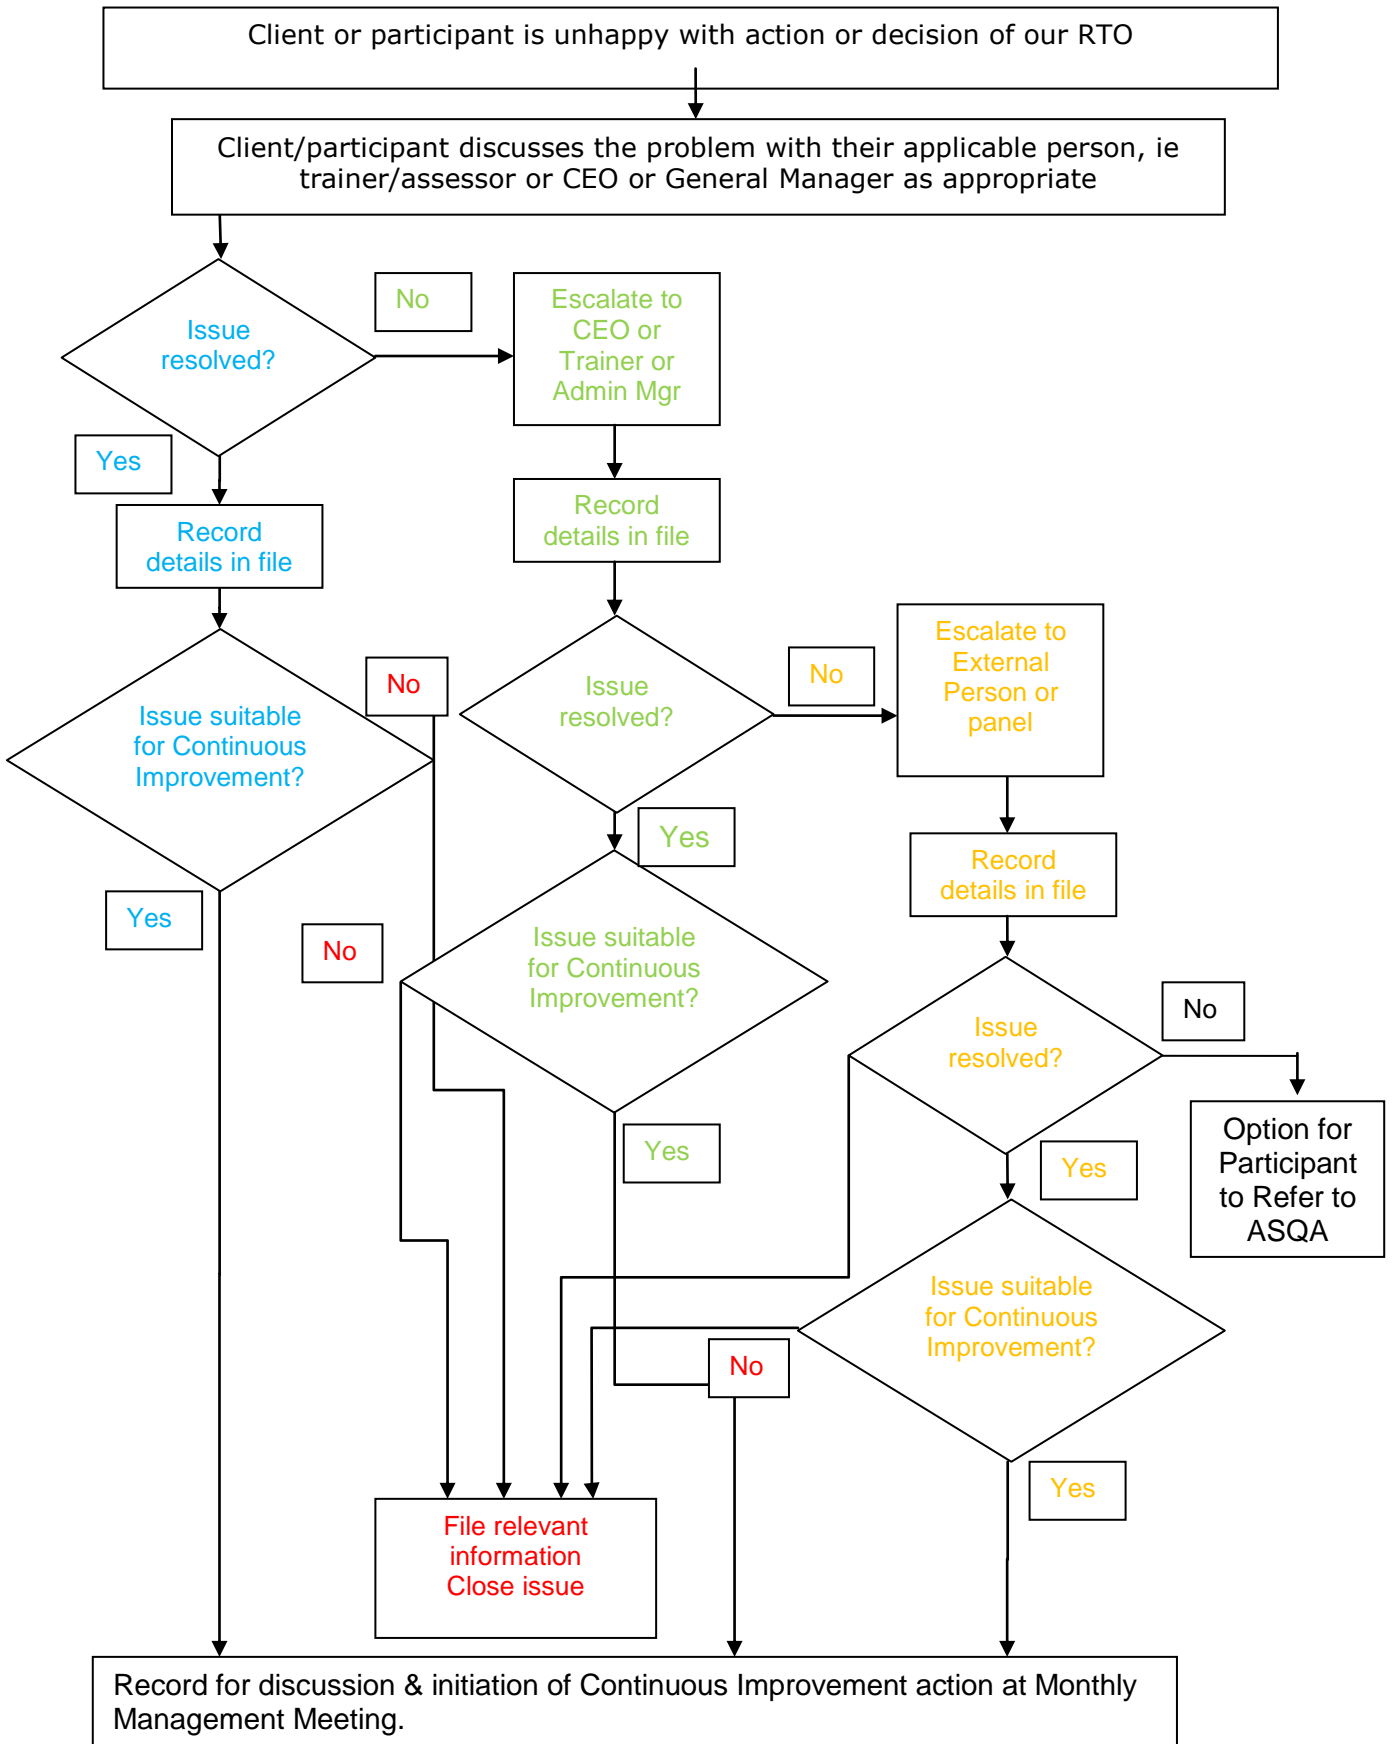 Client or participant is unhappy with action or decision of our RTO
Client/participant discusses the problem with their applicable person, ie
trainer/assessor or CEO or General Manager as appropriate
Issue
resolved?
No
Escalate to
CEO or
Trainer or
Admin Mgr
Yes
Record
details in file
Record
details in file
Issue suitable
for Continuous
Improvement?
No
Issue
resolved?
No
Escalate to
External
Person or
panel
Yes
Yes
Record
details in file
No
Issue suitable
for Continuous
Improvement?
Issue
resolved?
No
Yes
Yes
Option for
Participant
to Refer to
ASQA
Issue suitable
for Continuous
Improvement?
No
Yes
File relevant
information
Close issue
Record for discussion & initiation of Continuous Improvement action at Monthly
Management Meeting.